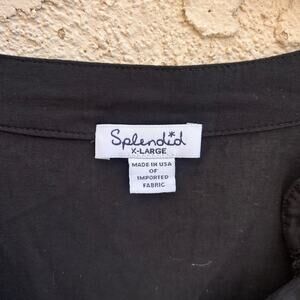 Splendid
X-LARGE
MADE IN USA
OF
IMPORTED
FABRIC